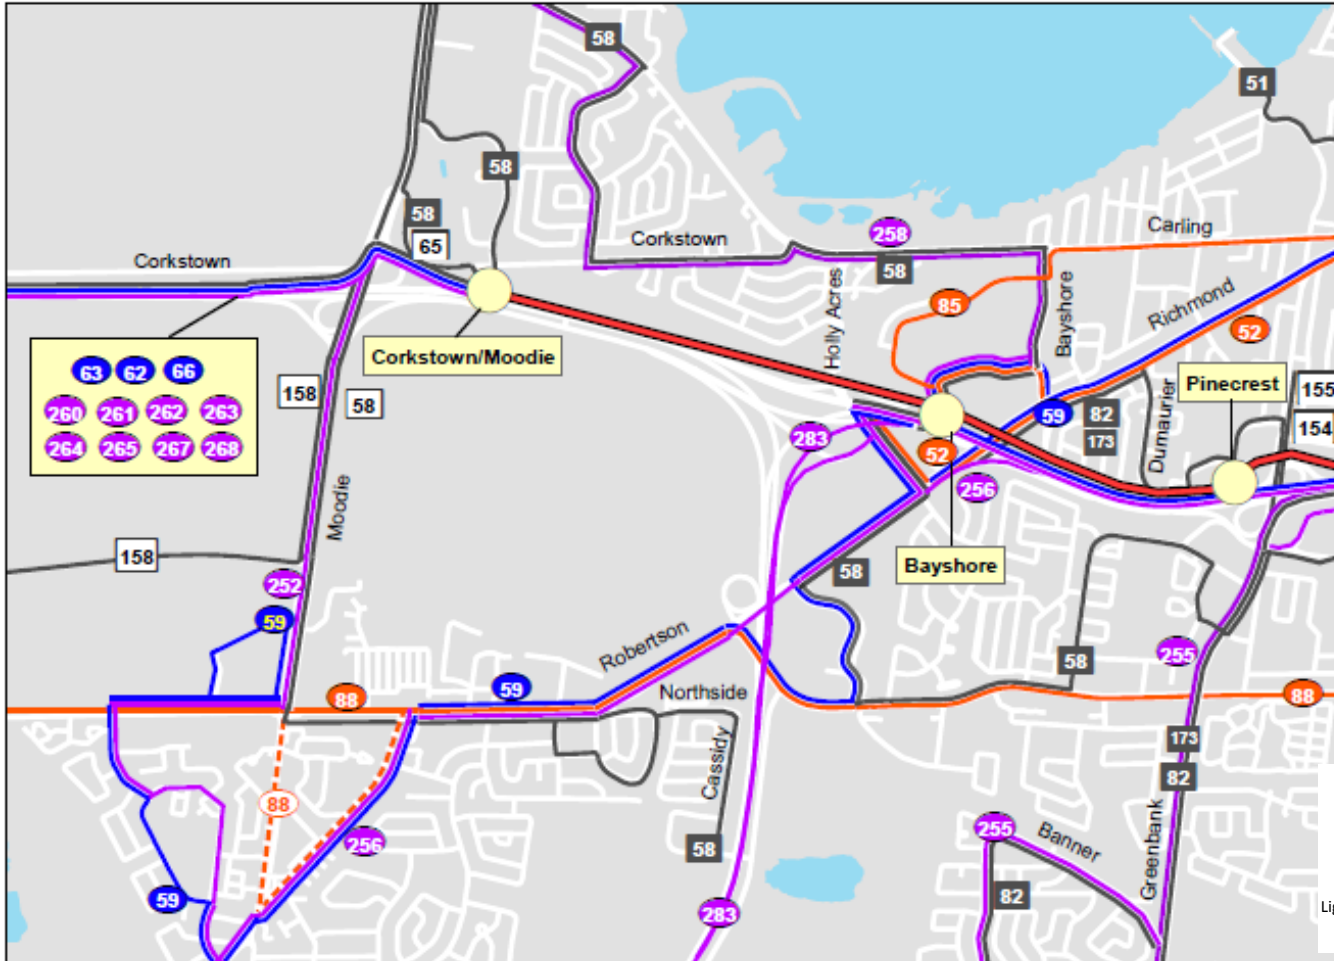 58
51
58
58
65
Corkstown
Corkstown
258
58
Carling
Holly Acres
85
Bayshore
Richmond
52
Corkstown/Moodie
63 62 66
260 261 262 263
264 265 267 268
158
58
Pinecrest
155
154
59
82
173
Dumaurier
283
52
256
Moodie
158
Bayshore
58
252
59
Robertson
58
255
88
59
Northside
88
173
82
Cassidy
88
256
58
255
Banner
Greenbank
59
82
283
Lig